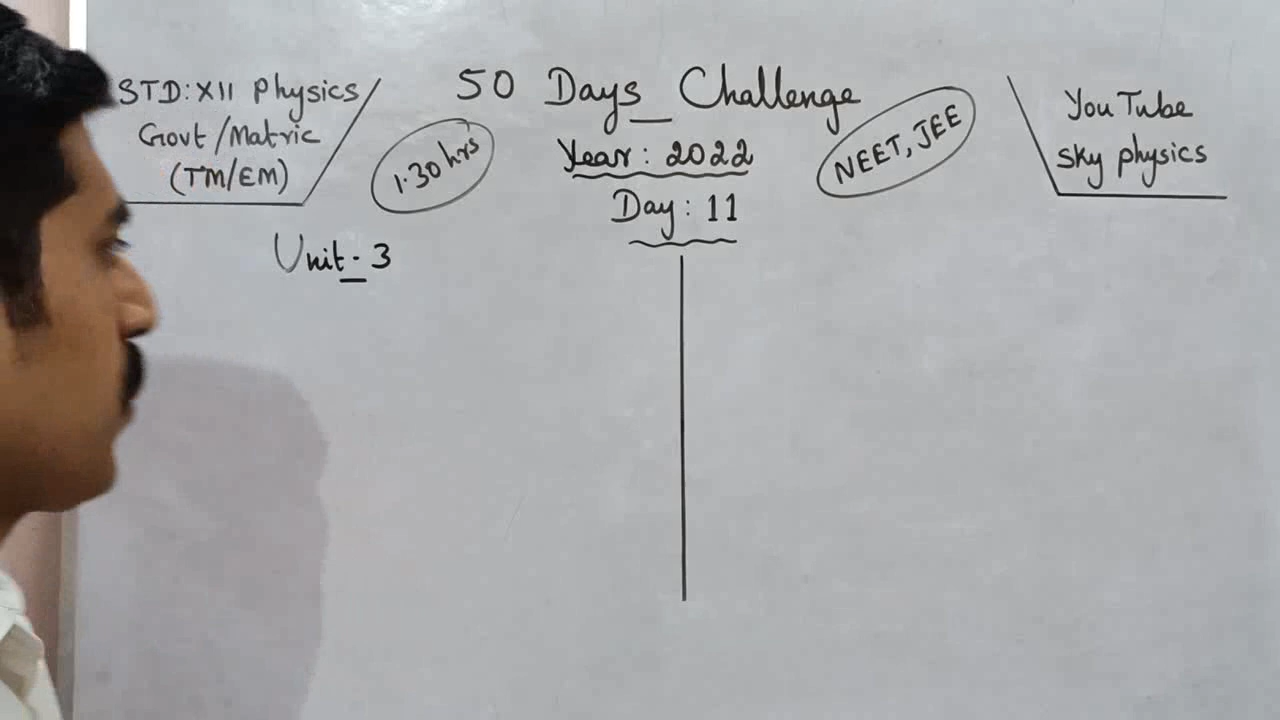 STD: XII Physics
Govt/Matric
(TM/EM)
1.30 hrs
50 Days Challenge
Year: 2022
Day: 11
NEET, JEE
YouTube
Sky physics
Unit - 3